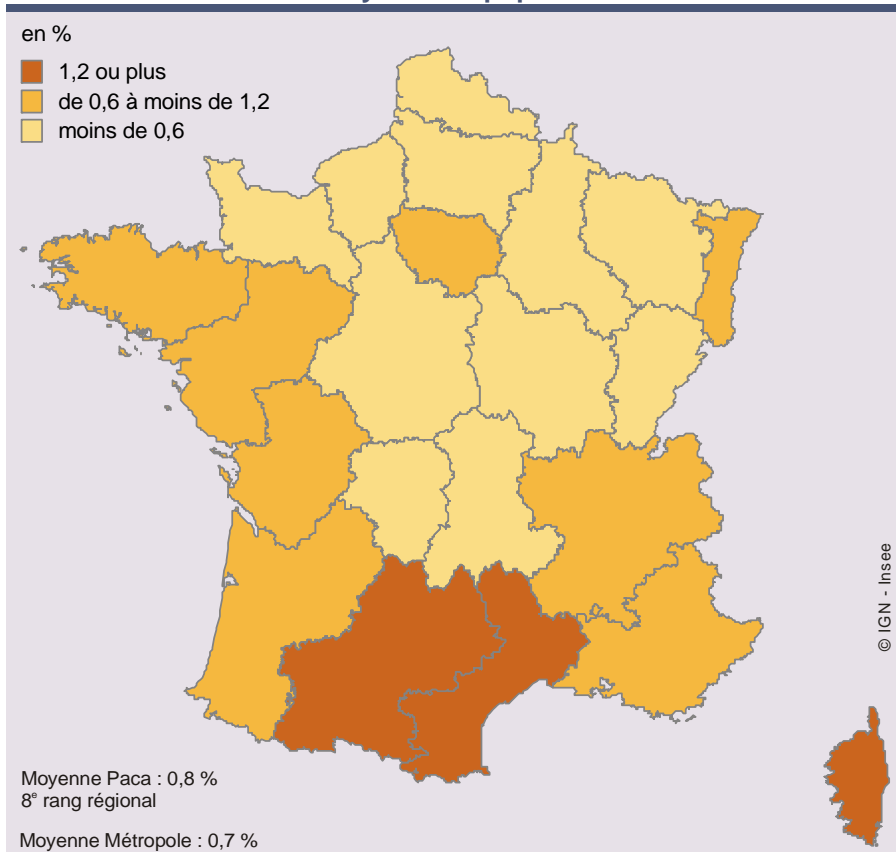 en %
1,2 ou plus
de 0,6 à moins de 1,2
moins de 0,6
© IGN - Insee
Moyenne Paca : 0,8 %
8e rang régional
Moyenne Métropole : 0,7 %